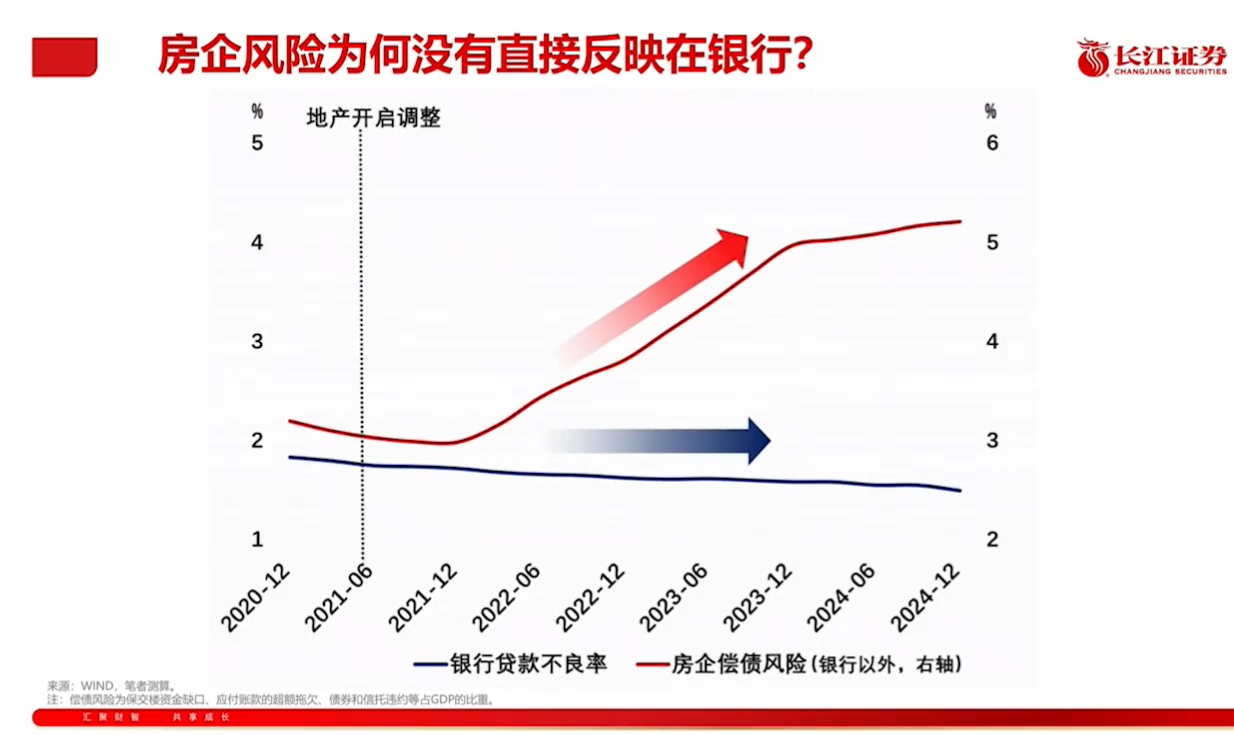 房企风险为何没有直接反映在银行？
长江证券
CHANGJIANG SECURITIES
% 地产开启调整 %
5 6
4 5
3 4
2 3
1 2
2020-12 2021-06 2021-12 2022-06 2022-12 2023-06 2023-12 2024-06 2024-12
银行贷款不良率 房企偿债风险(银行以外，右轴)
来源：WIND，笔者测算。
注：偿债风险为保交楼资金缺口、应付账款的超额拖欠、债券和信托违约等占GDP的比重。
汇聚财智 共享成长